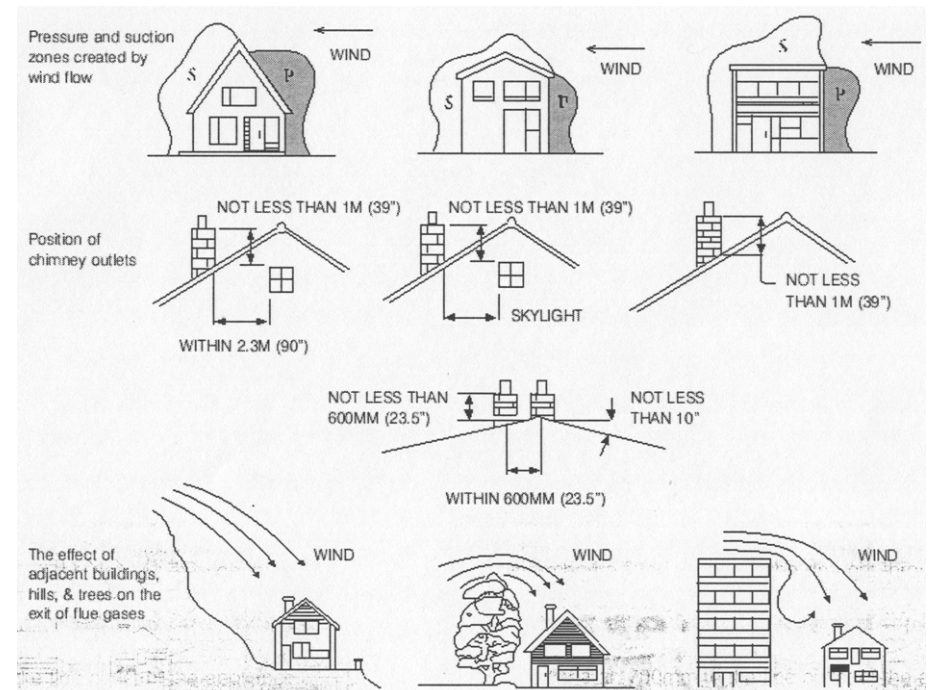 Pressure and suction
zones created by
wind flow
WIND
S
P
WIND
S
P
WIND
S
P
Position of
chimney outlets
NOT LESS THAN 1M (39")
WITHIN 2.3M (90")
NOT LESS THAN 1M (39")
SKYLIGHT
NOT LESS
THAN 1M (39")
NOT LESS THAN
600MM (23.5")
NOT LESS
THAN 10"
WITHIN 600MM (23.5")
The effect of
adjacent buildings,
hills, & trees on the
exit of flue gases
WIND
WIND
WIND